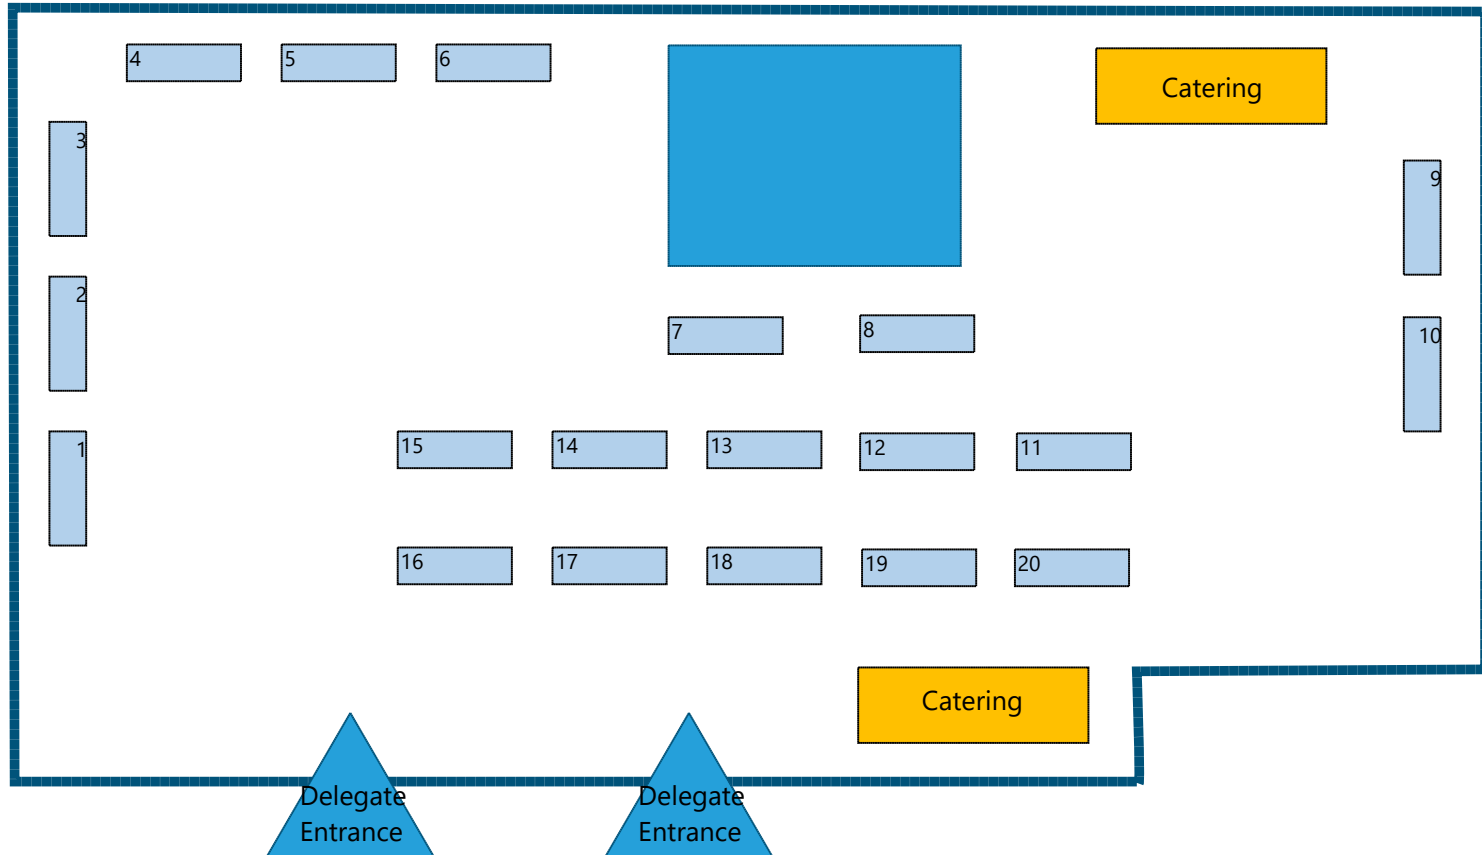 4 5 6
Catering
3
9
2
7 8
10
1
15 14 13 12 11
16 17 18 19 20
Catering
Delegate
Entrance
Delegate
Entrance